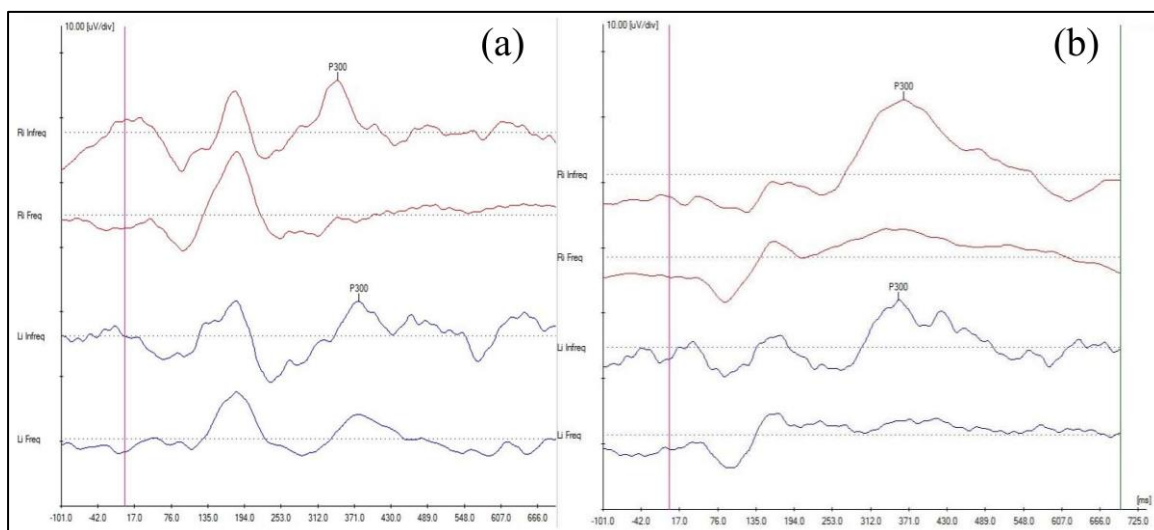 10.00 [uV/div]
(a)
P300
Ri Infreq
Ri Freq
P300
Li Infreq
Li Freq
-101.0 -42.0 17.0 76.0 135.0 194.0 253.0 312.0 371.0 430.0 489.0 548.0 607.0 666.0
10.00 [uV/div]
(b)
P300
Ri Infreq
Ri Freq
P300
Li Infreq
Li Freq
[ms]
-101.0 -42.0 17.0 76.0 135.0 194.0 253.0 312.0 371.0 430.0 489.0 548.0 607.0 666.0 725.0